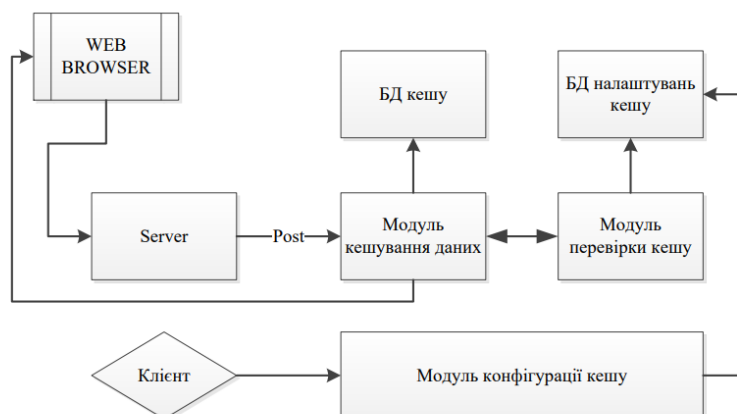 WEB
BROWSER
БД кешу
БД налаштувань
кешу
Server
Post
Модуль
кешування даних
Модуль
перевірки кешу
Клієнт
Модуль конфігурації кешу